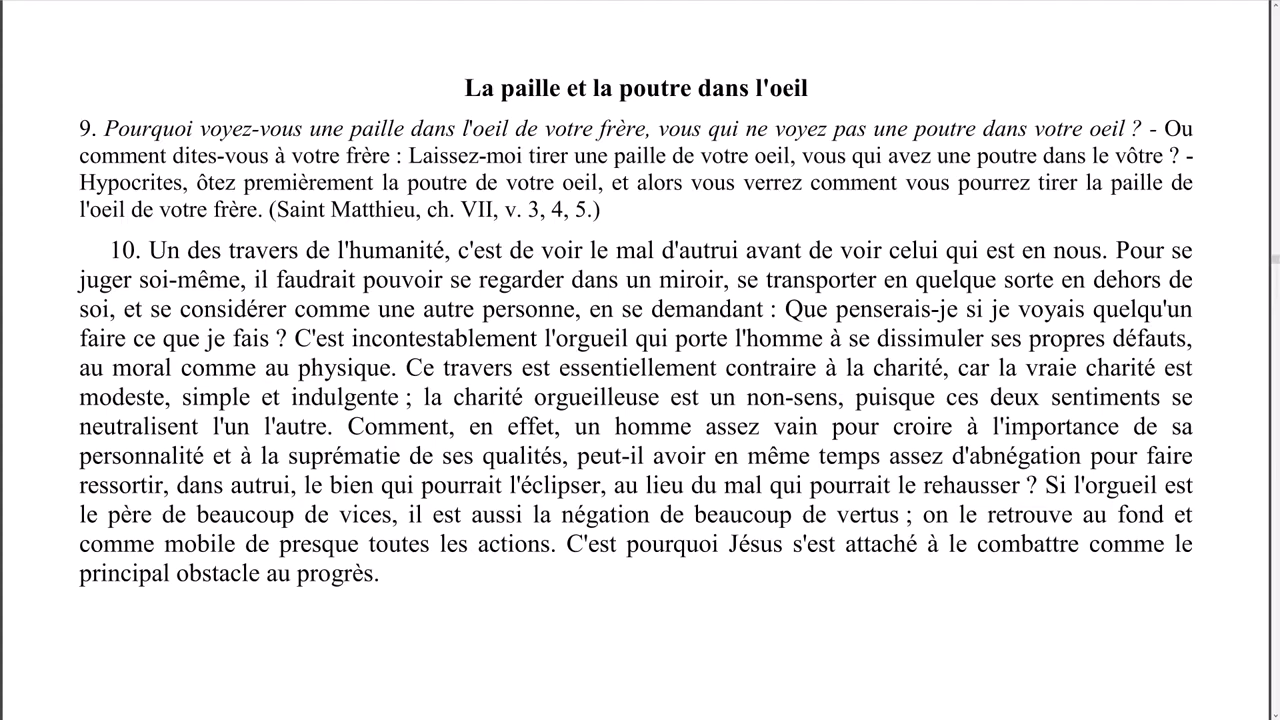 La paille et la poutre dans l'oeil
9. Pourquoi voyez-vous une paille dans l'oeil de votre frère, vous qui ne voyez pas une poutre dans votre oeil ? - Ou
comment dites-vous à votre frère : Laissez-moi tirer une paille de votre oeil, vous qui avez une poutre dans le vôtre ? -
Hypocrites, ôtez premièrement la poutre de votre oeil, et alors vous verrez comment vous pourrez tirer la paille de
l'oeil de votre frère. (Saint Matthieu, ch. VII, v. 3, 4, 5.)
10. Un des travers de l'humanité, c'est de voir le mal d'autrui avant de voir celui qui est en nous. Pour se
juger soi-même, il faudrait pouvoir se regarder dans un miroir, se transporter en quelque sorte en dehors de
soi, et se considérer comme une autre personne, en se demandant : Que penserais-je si je voyais quelqu'un
faire ce que je fais ? C'est incontestablement l'orgueil qui porte l'homme à se dissimuler ses propres défauts,
au moral comme au physique. Ce travers est essentiellement contraire à la charité, car la vraie charité est
modeste, simple et indulgente ; la charité orgueilleuse est un non-sens, puisque ces deux sentiments se
neutralisent l'un l'autre. Comment, en effet, un homme assez vain pour croire à l'importance de sa
personnalité et à la suprématie de ses qualités, peut-il avoir en même temps assez d'abnégation pour faire
ressortir, dans autrui, le bien qui pourrait l'éclipser, au lieu du mal qui pourrait le rehausser ? Si l'orgueil est
le père de beaucoup de vices, il est aussi la négation de beaucoup de vertus ; on le retrouve au fond et
comme mobile de presque toutes les actions. C'est pourquoi Jésus s'est attaché à le combattre comme le
principal obstacle au progrès.